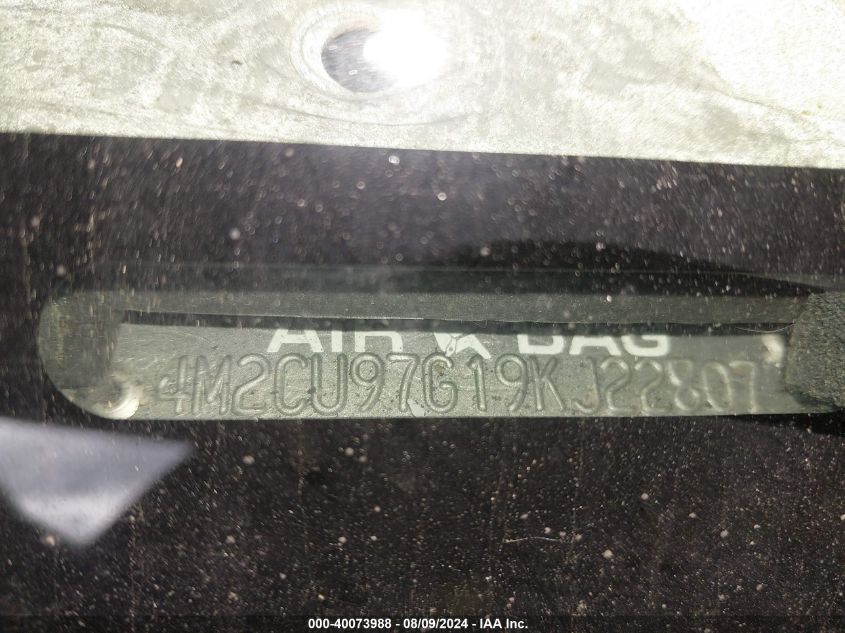 AIR BAG
4M2CU97G19KJ22807
000-40073988 - 08/09/2024 - IAA Inc.